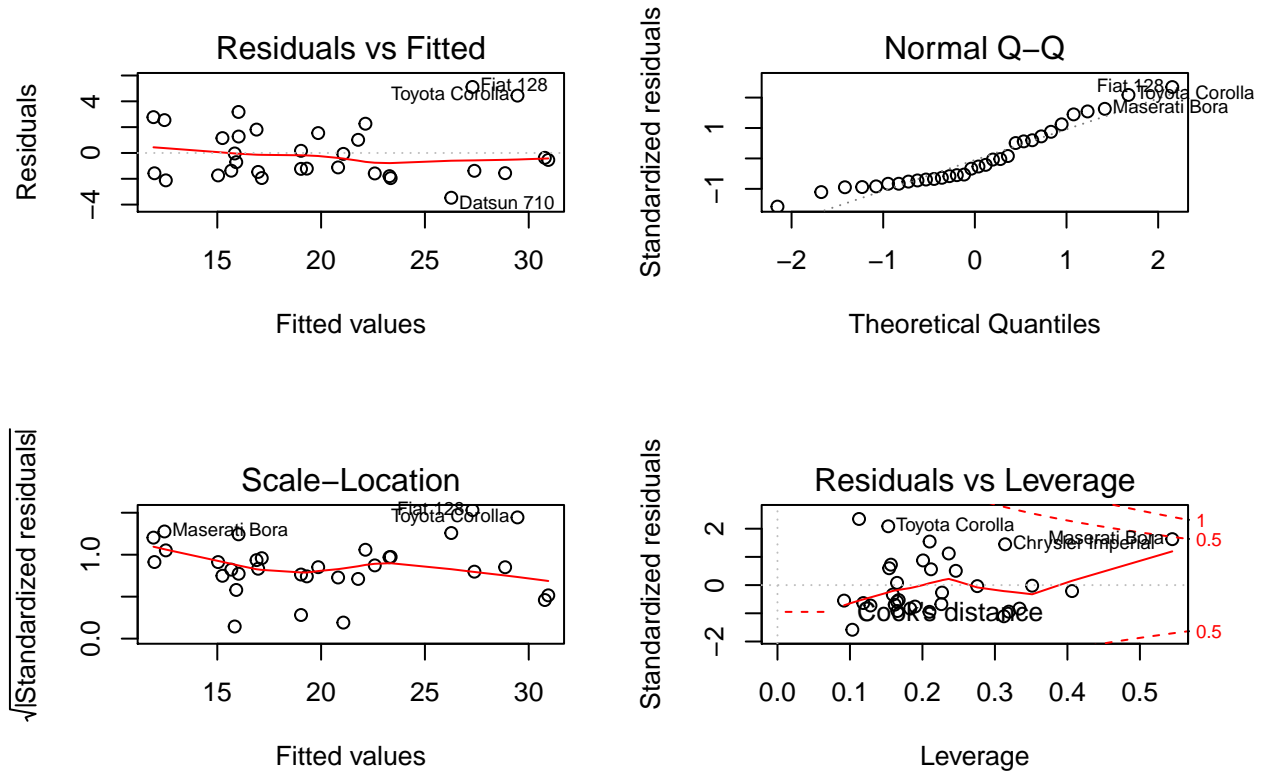 Residuals vs Fitted
Residuals
−4
0
4
Fiat 128
Toyota Corolla
Datsun 710
15 20 25 30
Fitted values
Normal Q−Q
Standardized residuals
−1
1
Fiat 128
Toyota Corolla
Maserati Bora
−2 −1 0 1 2
Theoretical Quantiles
Scale−Location
√|Standardized residuals|
0.0
1.0
Fiat 128
Toyota Corolla
Maserati Bora
15 20 25 30
Fitted values
Residuals vs Leverage
Standardized residuals
−2
0
2
Toyota Corolla
Maserati Bora
Chrysler Imperial
Cook's distance
1
0.5
0.5
0.0 0.1 0.2 0.3 0.4 0.5
Leverage